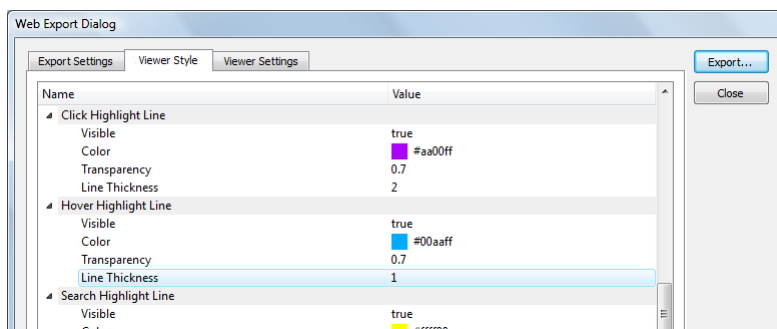 Web Export Dialog
Export Settings Viewer Style Viewer Settings
Export...
Close
Name Value
Click Highlight Line
Visible true
Color #aa00ff
Transparency 0.7
Line Thickness 2
Hover Highlight Line
Visible true
Color #00aaff
Transparency 0.7
Line Thickness 1
Search Highlight Line
Visible true